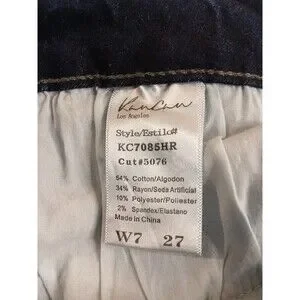 KanCan
Los Angeles
Style/Estilo#
KC7085HR
Cut#5076
54% Cotton/Algodon
34% Rayon/Seda Artificial
10% Polyester/Poliester
2% Spandex/Elastano
Made in China
W7 27